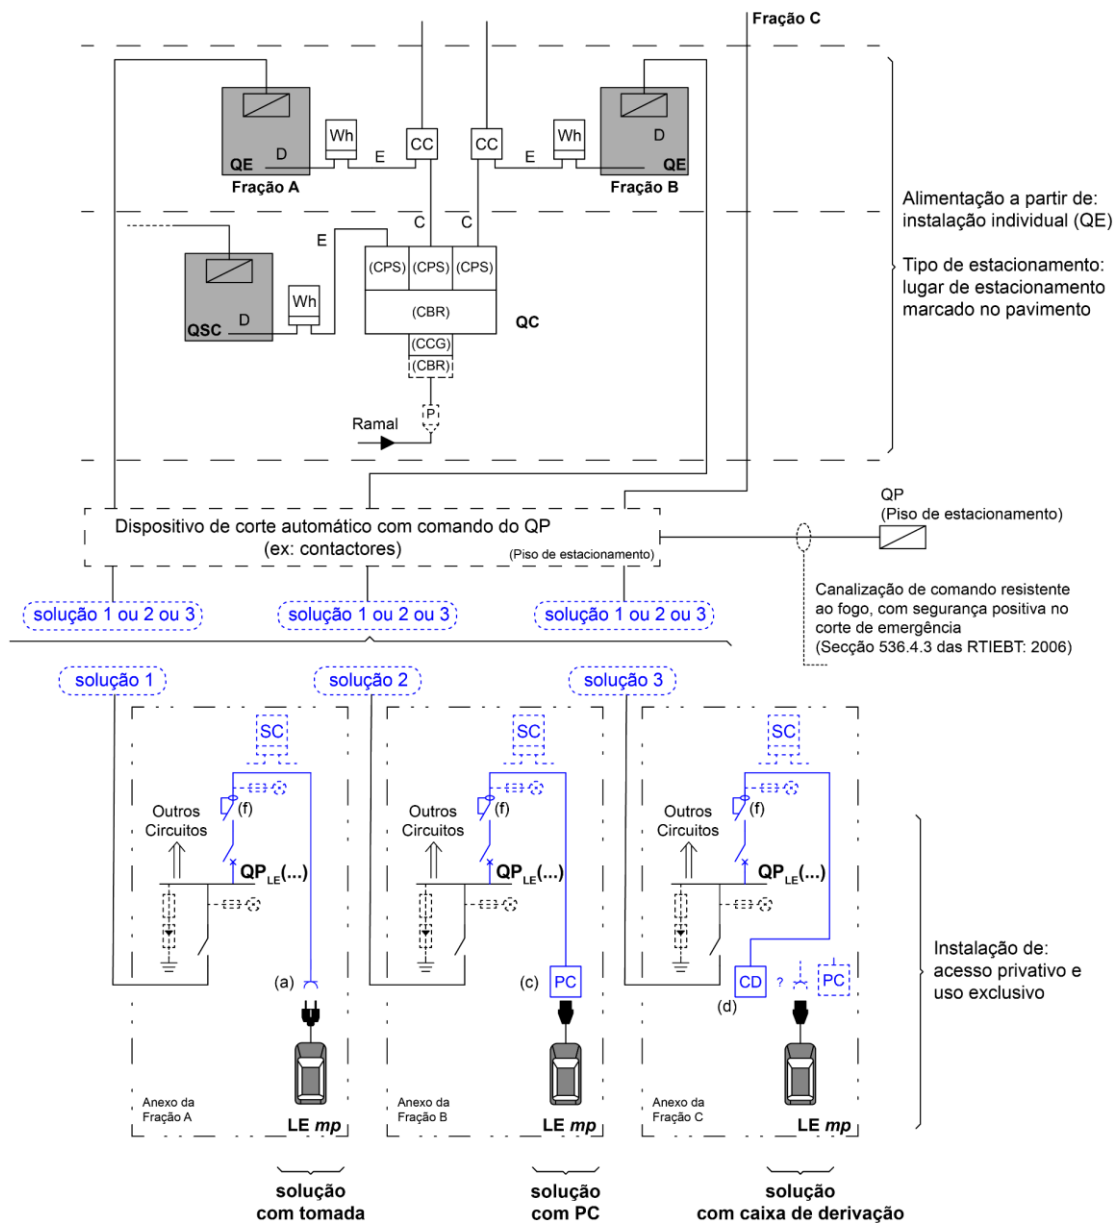 Fração C
Wh
CC
CC
Wh
D
QE
E
E
D
QE
Fração A
Fração B
Alimentação a partir de:
instalação individual (QE)
Tipo de estacionamento:
lugar de estacionamento
marcado no pavimento
E
C
C
(CPS)
(CPS)
(CPS)
Wh
D
QSC
(CBR)
QC
(CCG)
(CBR)
P
Ramal
QP
(Piso de estacionamento)
Dispositivo de corte automático com comando do QP
(ex: contactores)
(Piso de estacionamento)
Canalização de comando resistente
ao fogo, com segurança positiva no
corte de emergência
(Secção 536.4.3 das RTIEBT: 2006)
solução 1 ou 2 ou 3
solução 1 ou 2 ou 3
solução 1 ou 2 ou 3
solução 1
solução 2
solução 3
SC
(f)
Outros
Circuitos
QPLE(...)
(a)
Anexo da
Fração A
LE mp
SC
(f)
Outros
Circuitos
QPLE(...)
(c)
PC
Anexo da
Fração B
LE mp
SC
(f)
Outros
Circuitos
QPLE(...)
CD
?
PC
(d)
Anexo da
Fração C
LE mp
Instalação de:
acesso privativo e
uso exclusivo
solução
com tomada
solução
com PC
solução
com caixa de derivação